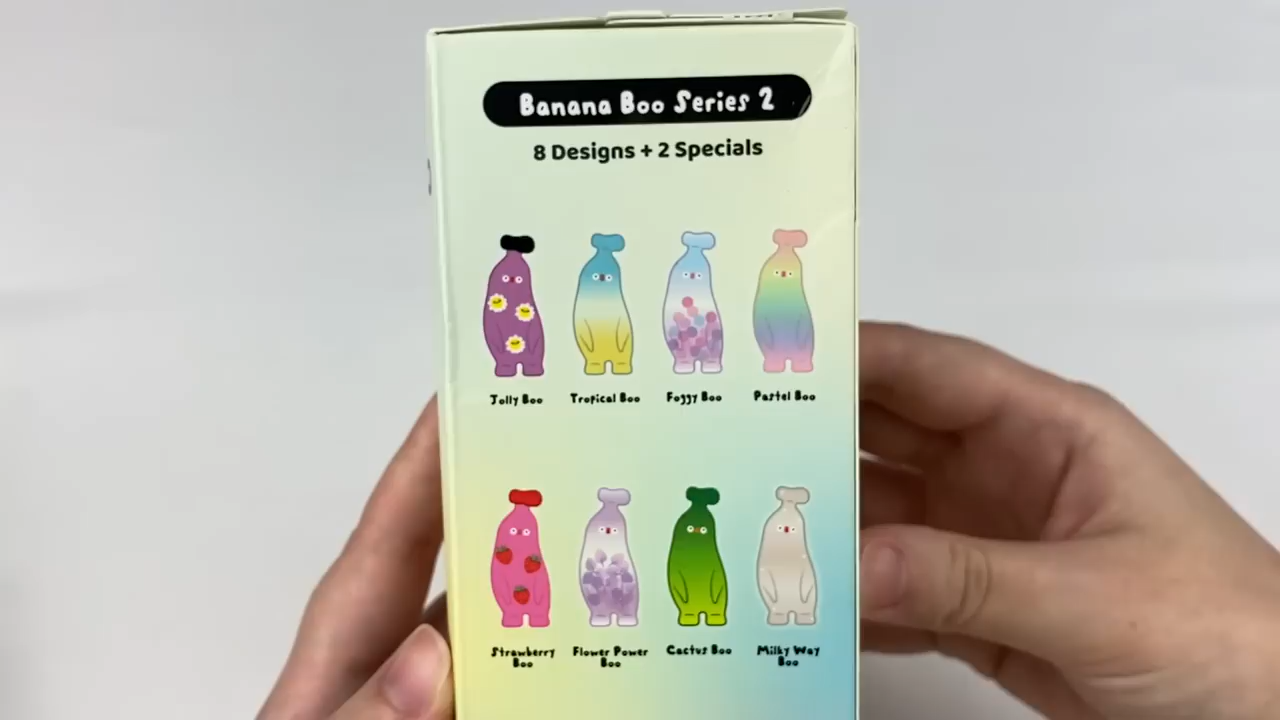 Banana Boo Series 2
8 Designs + 2 Specials
Jolly Boo
Tropical Boo
Foggy Boo
Pastel Boo
Strawberry
Boo
Flower Power
Boo
Cactus Boo
Milky Way
Boo